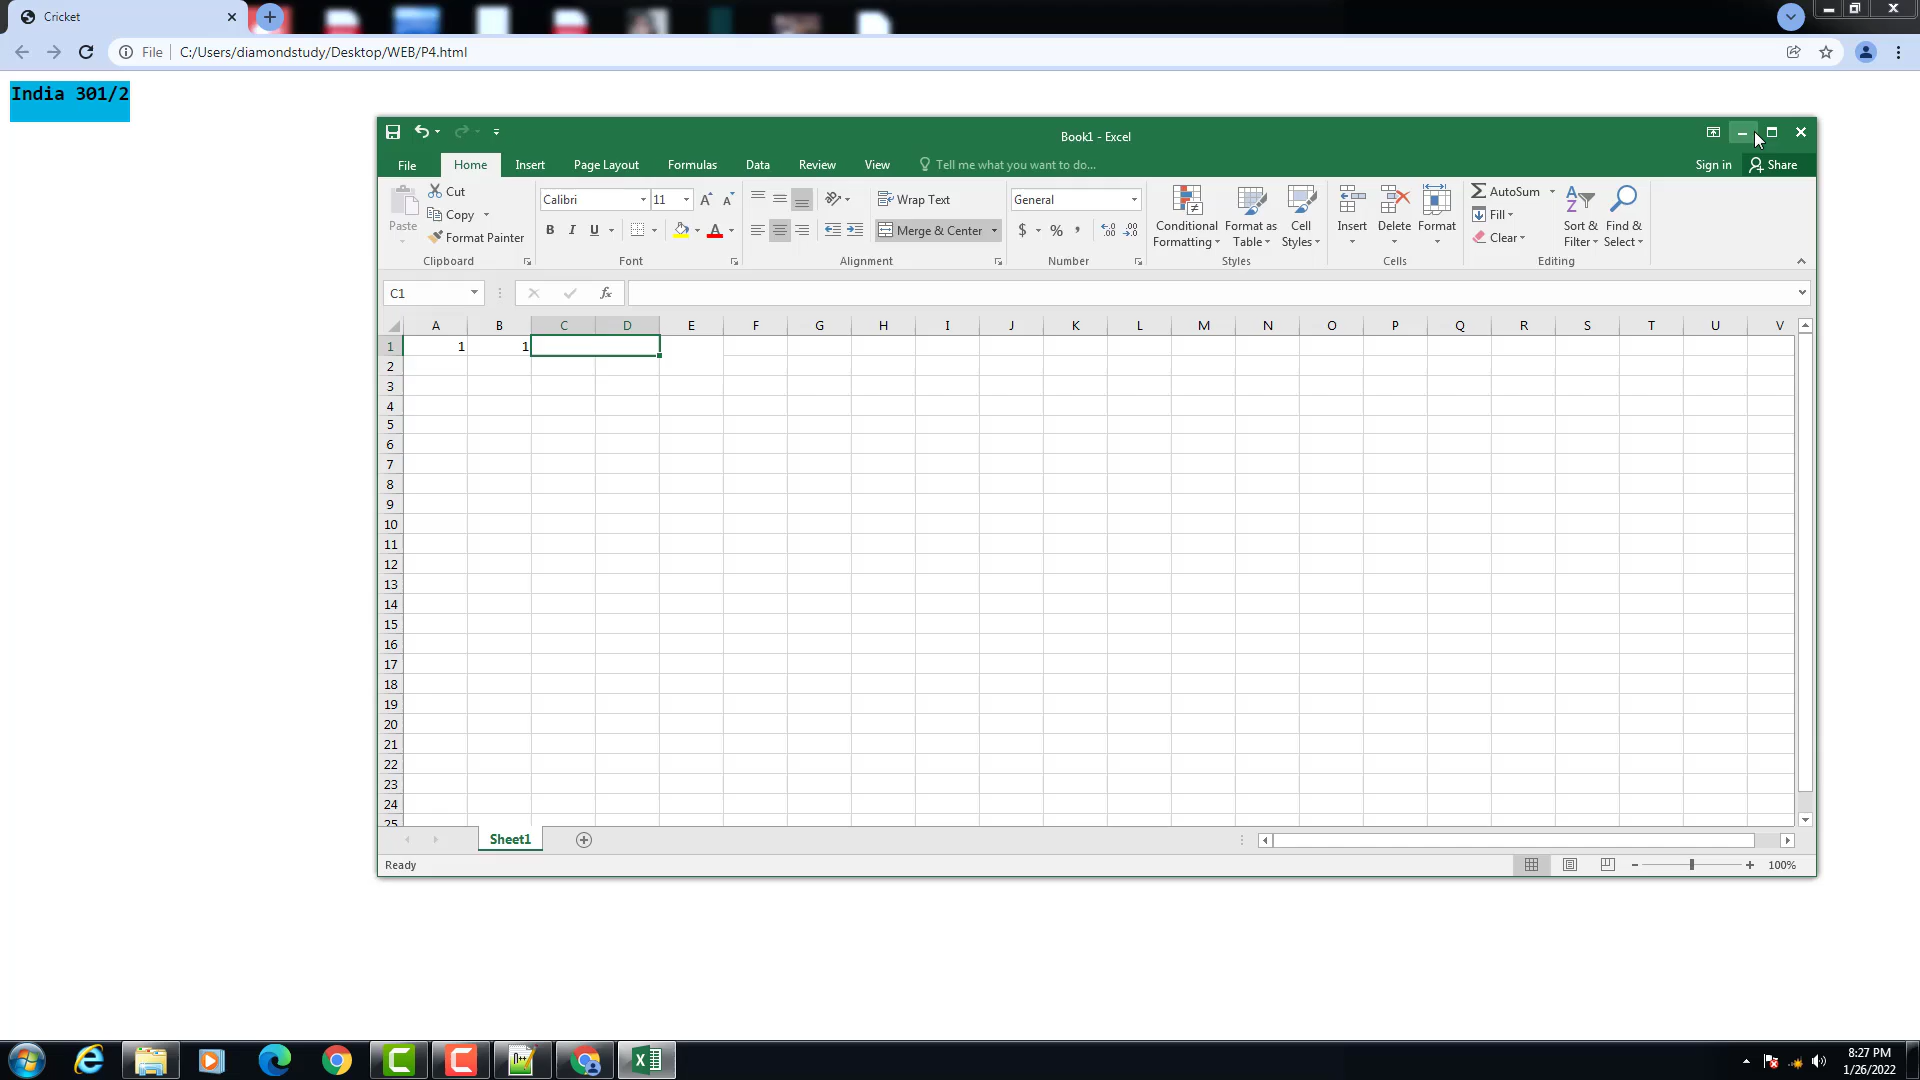 Cricket
File C:/Users/diamondstudy/Desktop/WEB/P4.html
India 301/2
Book1 - Excel
File Home Insert Page Layout Formulas Data Review View Tell me what you want to do... Sign in Share
Cut
Copy
Format Painter
Paste
Clipboard
Calibri 11
B I U A
Font
Wrap Text
Merge & Center
Alignment
General
$ % ,
Number
Conditional Formatting
Format as Table
Cell Styles
Styles
Insert Delete Format
Cells
AutoSum
Fill
Clear
Sort & Filter
Find & Select
Editing
C1 fx
A B C D E F G H I J K L M N O P Q R S T U V
1 1 1
2
3
4
5
6
7
8
9
10
11
12
13
14
15
16
17
18
19
20
21
22
23
24
25
Sheet1
Ready 100%
8:27 PM
1/26/2022